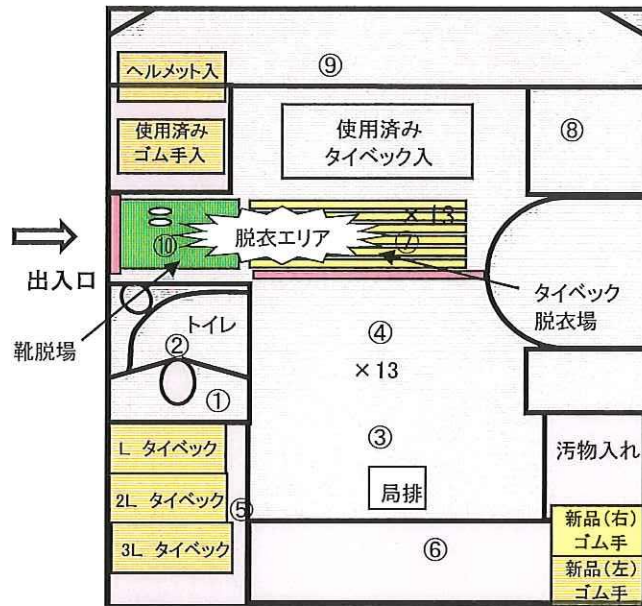 ⑨
ヘルメット入
使用済み
ゴム手入
使用済み
タイベック入
⑧
×13
脱衣エリア
⑩
⑦
出入口
タイベック
脱衣場
靴脱場
トイレ
②
①
④
×13
③
局排
L タイベック
2L タイベック
3L タイベック
⑤
⑥
汚物入れ
新品(右)
ゴム手
新品(左)
ゴム手